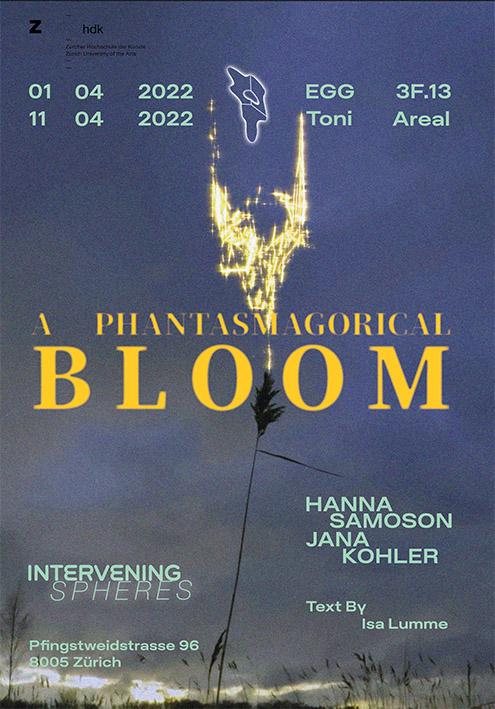 Z hdk
Zürcher Hochschule der Künste
Zurich University of the Arts
01 04 2022 EGG 3F.13
11 04 2022 Toni Areal
A PHANTASMAGORICAL
BLOOM
HANNA
SAMOSON
JANA
KOHLER
INTERVENING
SPHERES
Text By
Isa Lumme
Pfingstweidstrasse 96
8005 Zürich